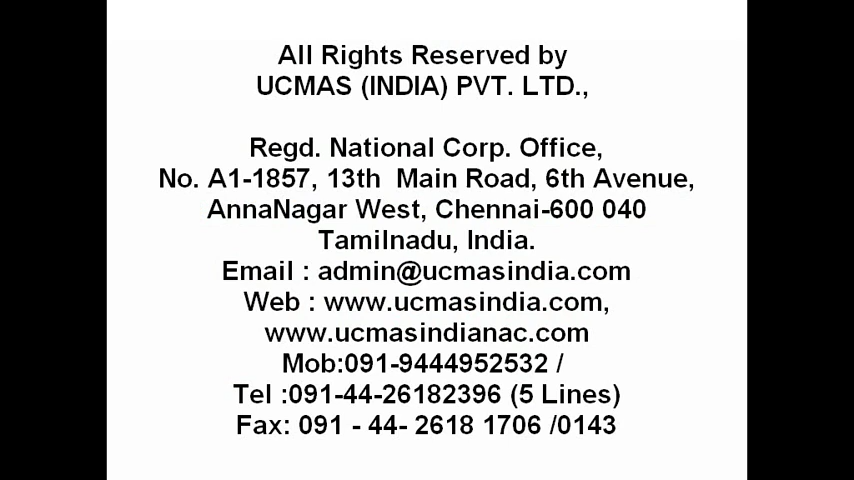 All Rights Reserved by
UCMAS (INDIA) PVT. LTD.,
Regd. National Corp. Office,
No. A1-1857, 13th  Main Road, 6th Avenue,
AnnaNagar West, Chennai-600 040
Tamilnadu, India.
Email : admin@ucmasindia.com
Web : www.ucmasindia.com,
www.ucmasindianac.com
Mob:091-9444952532 /
Tel :091-44-26182396 (5 Lines)
Fax: 091 - 44- 2618 1706 /0143